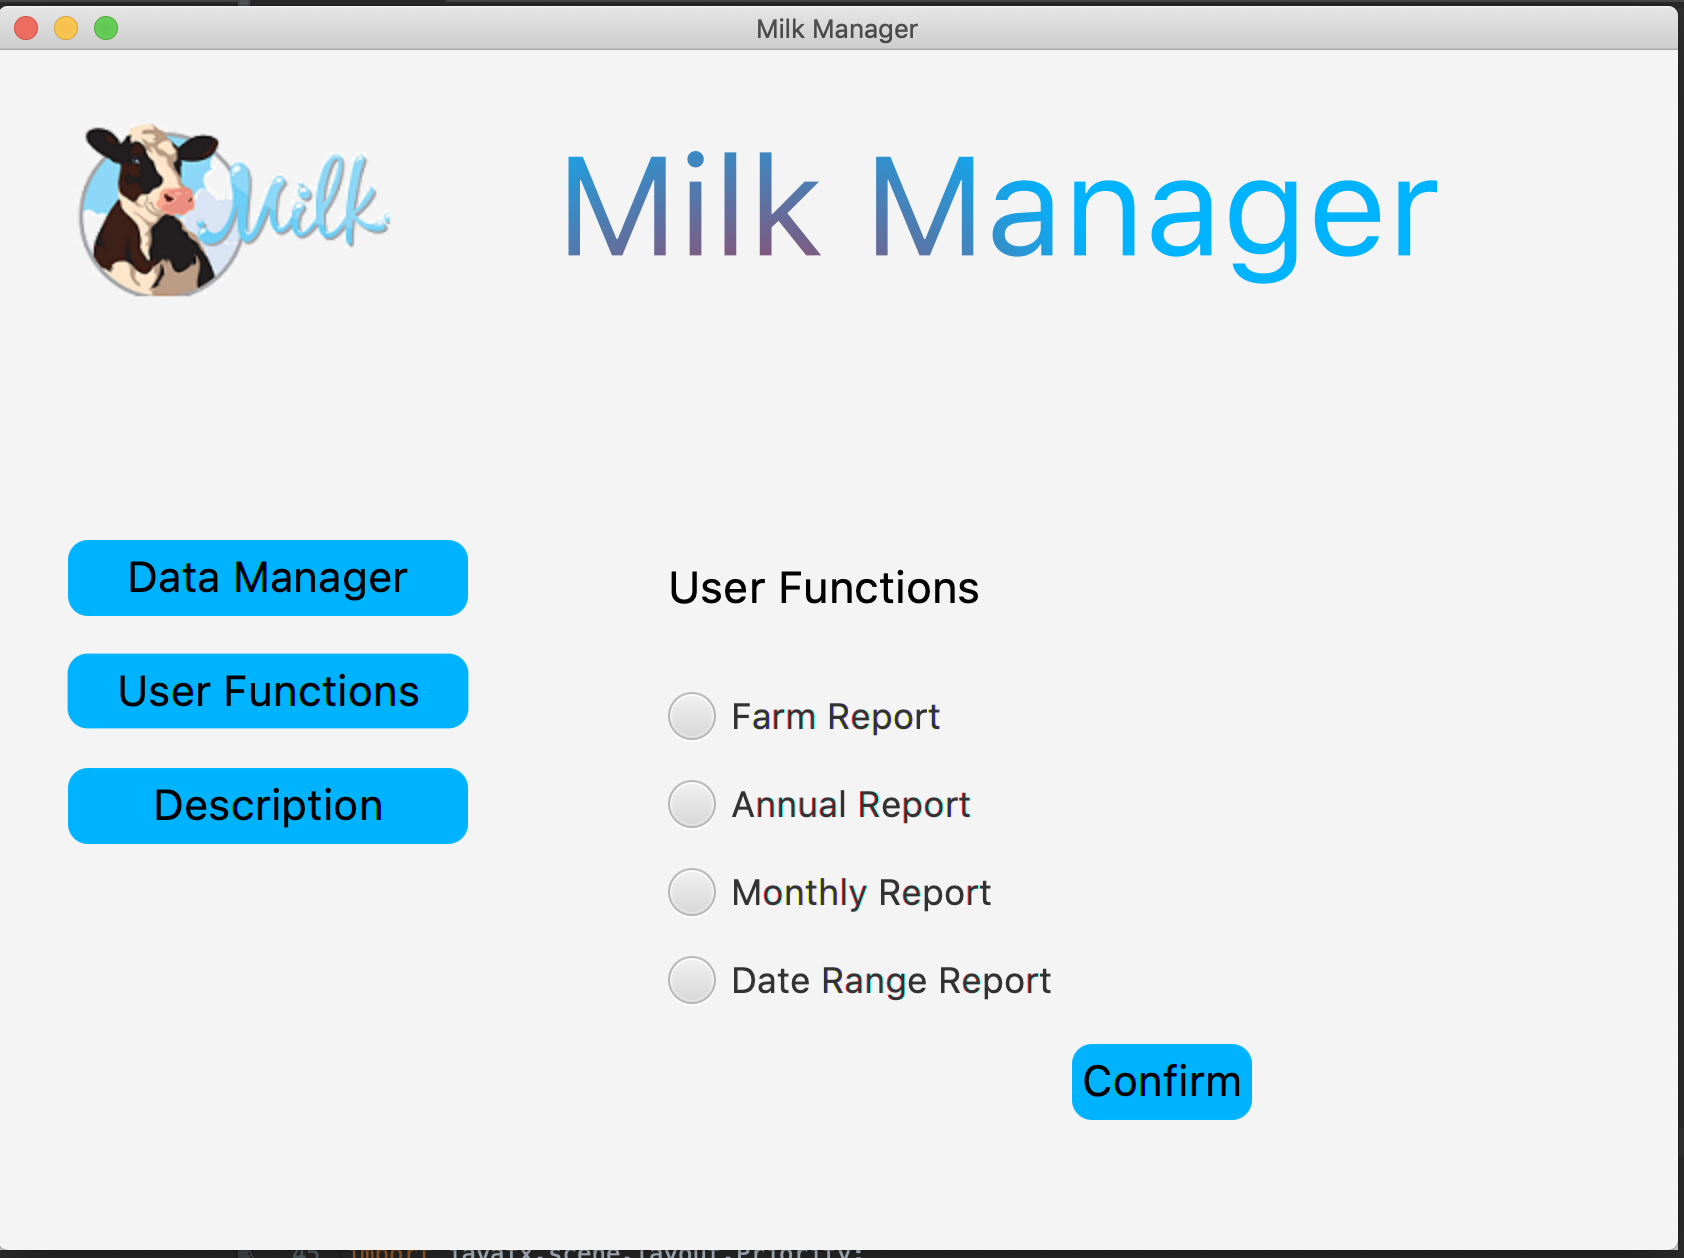 Milk Manager
Milk
Milk Manager
Data Manager
User Functions
Description
User Functions
Farm Report
Annual Report
Monthly Report
Date Range Report
Confirm
45 import javafx.scene.layout.Priority;